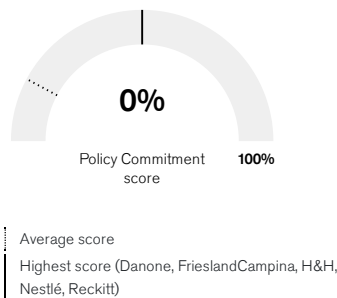 0%
Policy Commitment
score
100%
Average score
Highest score (Danone, FrieslandCampina, H&H,
Nestlé, Reckitt)